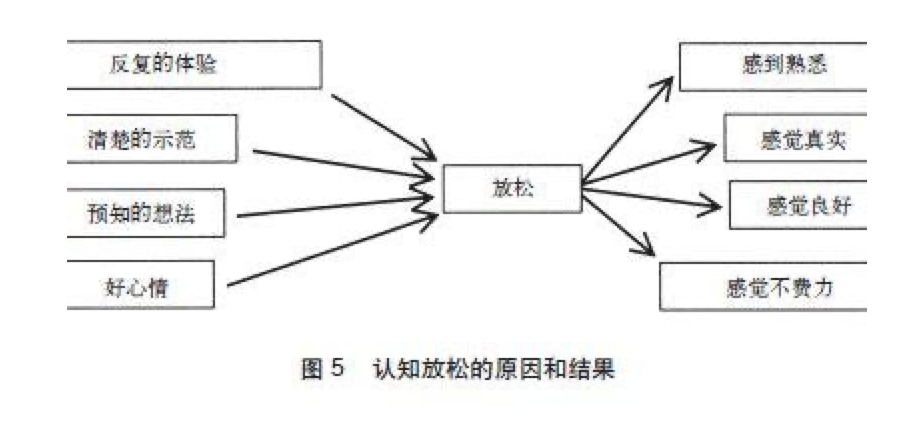 反复的体验
感到熟悉
清楚的示范
感觉真实
放松
预知的想法
感觉良好
好心情
感觉不费力
图 5 认知放松的原因和结果